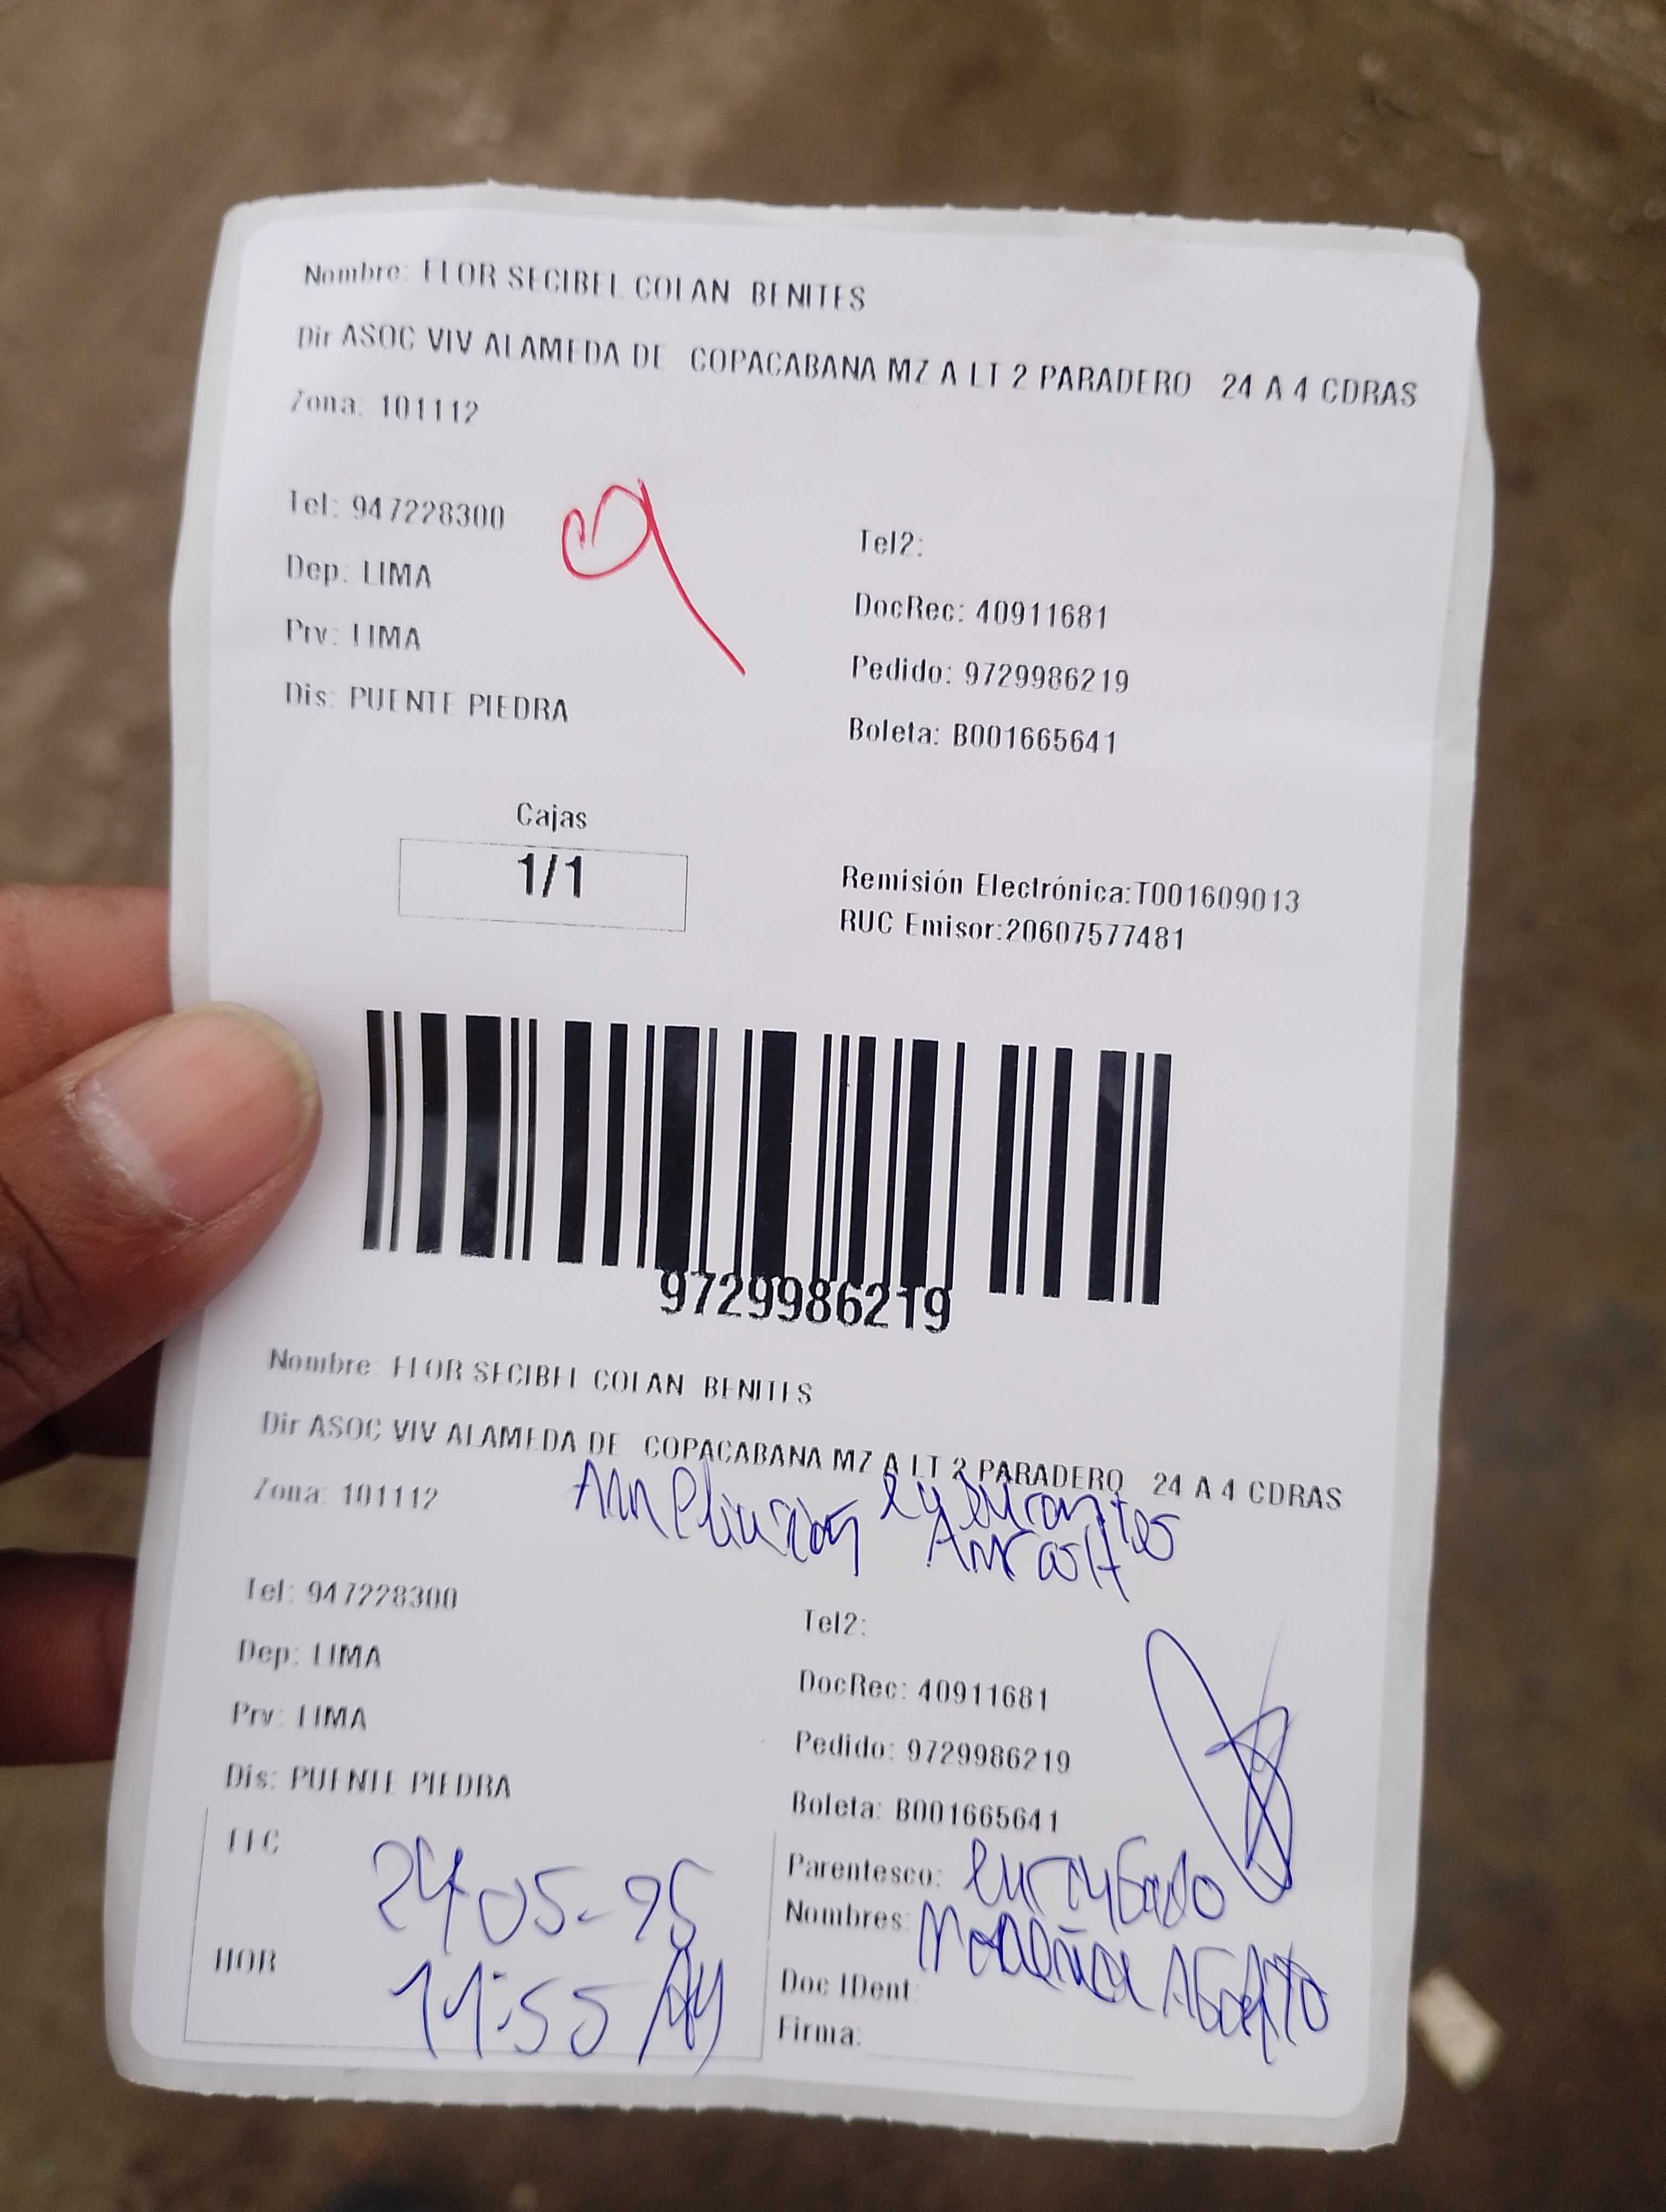 Nombre: FLOR SECIBEL COLAN BENITES
Dir ASOC VIV ALAMEDA DE COPACABANA MZ A LT 2 PARADERO 24 A 4 CDRAS
Zona: 101112
Tel: 947228300
Tel2:
Dep: LIMA
DocRec: 40911681
Prv: LIMA
Pedido: 9729986219
Dis: PUENTE PIEDRA
Boleta: B001665641
Cajas
1/1
Remisión Electrónica:T001609013
RUC Emisor:20607577481
9729986219
Nombre: FLOR SECIBEL COLAN BENITES
Dir ASOC VIV ALAMEDA DE COPACABANA MZ A LT 2 PARADERO 24 A 4 CDRAS
Zona: 101112
Tel: 947228300
Tel2:
Dep: LIMA
DocRec: 40911681
Prv: LIMA
Pedido: 9729986219
Dis: PUENTE PIEDRA
Boleta: B001665641
FEC 24-05-25
Parentesco: encargado
Nombres:
HOR 11:55 AM
Doc IDent:
Firma: